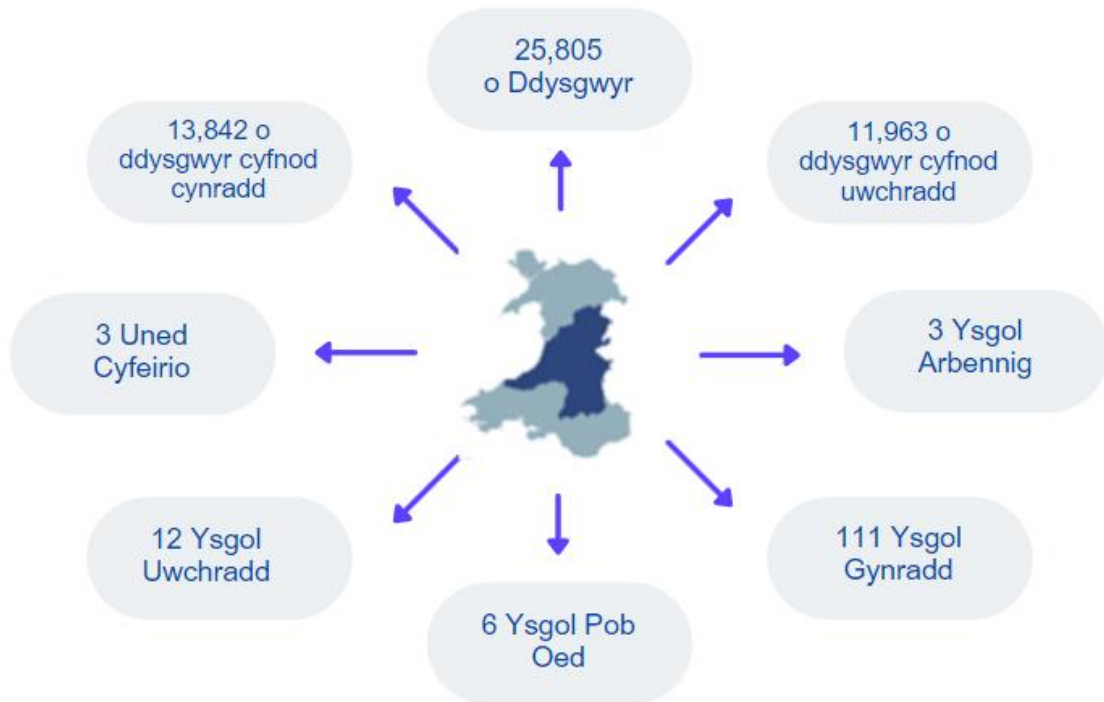 25,805
o Ddysgwyr
13,842 o
ddysgwyr cyfnod
cynradd
11,963 o
ddysgwyr cyfnod
uwchradd
3 Uned
Cyfeirio
3 Ysgol
Arbennig
12 Ysgol
Uwchradd
111 Ysgol
Gynradd
6 Ysgol Pob
Oed